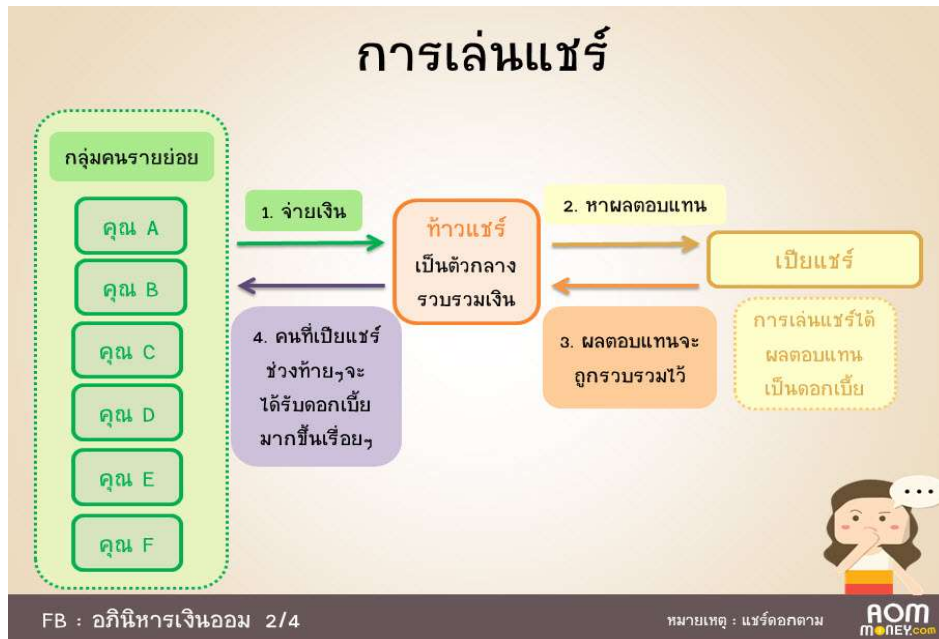 การเล่นแชร์
กลุ่มคนรายย่อย
คุณ A
คุณ B
คุณ C
คุณ D
คุณ E
คุณ F
1. จ่ายเงิน
ท้าวแชร์
เป็นตัวกลาง
รวบรวมเงิน
2. หาผลตอบแทน
เปียแชร์
การเล่นแชร์ได้
ผลตอบแทน
เป็นดอกเบี้ย
3. ผลตอบแทนจะ
ถูกรวบรวมไว้
4. คนที่เปียแชร์
ช่วงท้ายๆจะ
ได้รับดอกเบี้ย
มากขึ้นเรื่อยๆ
FB : อภินิหารเงินออม 2/4
หมายเหตุ : แชร์ดอกตาม
AOM
MONEY.com